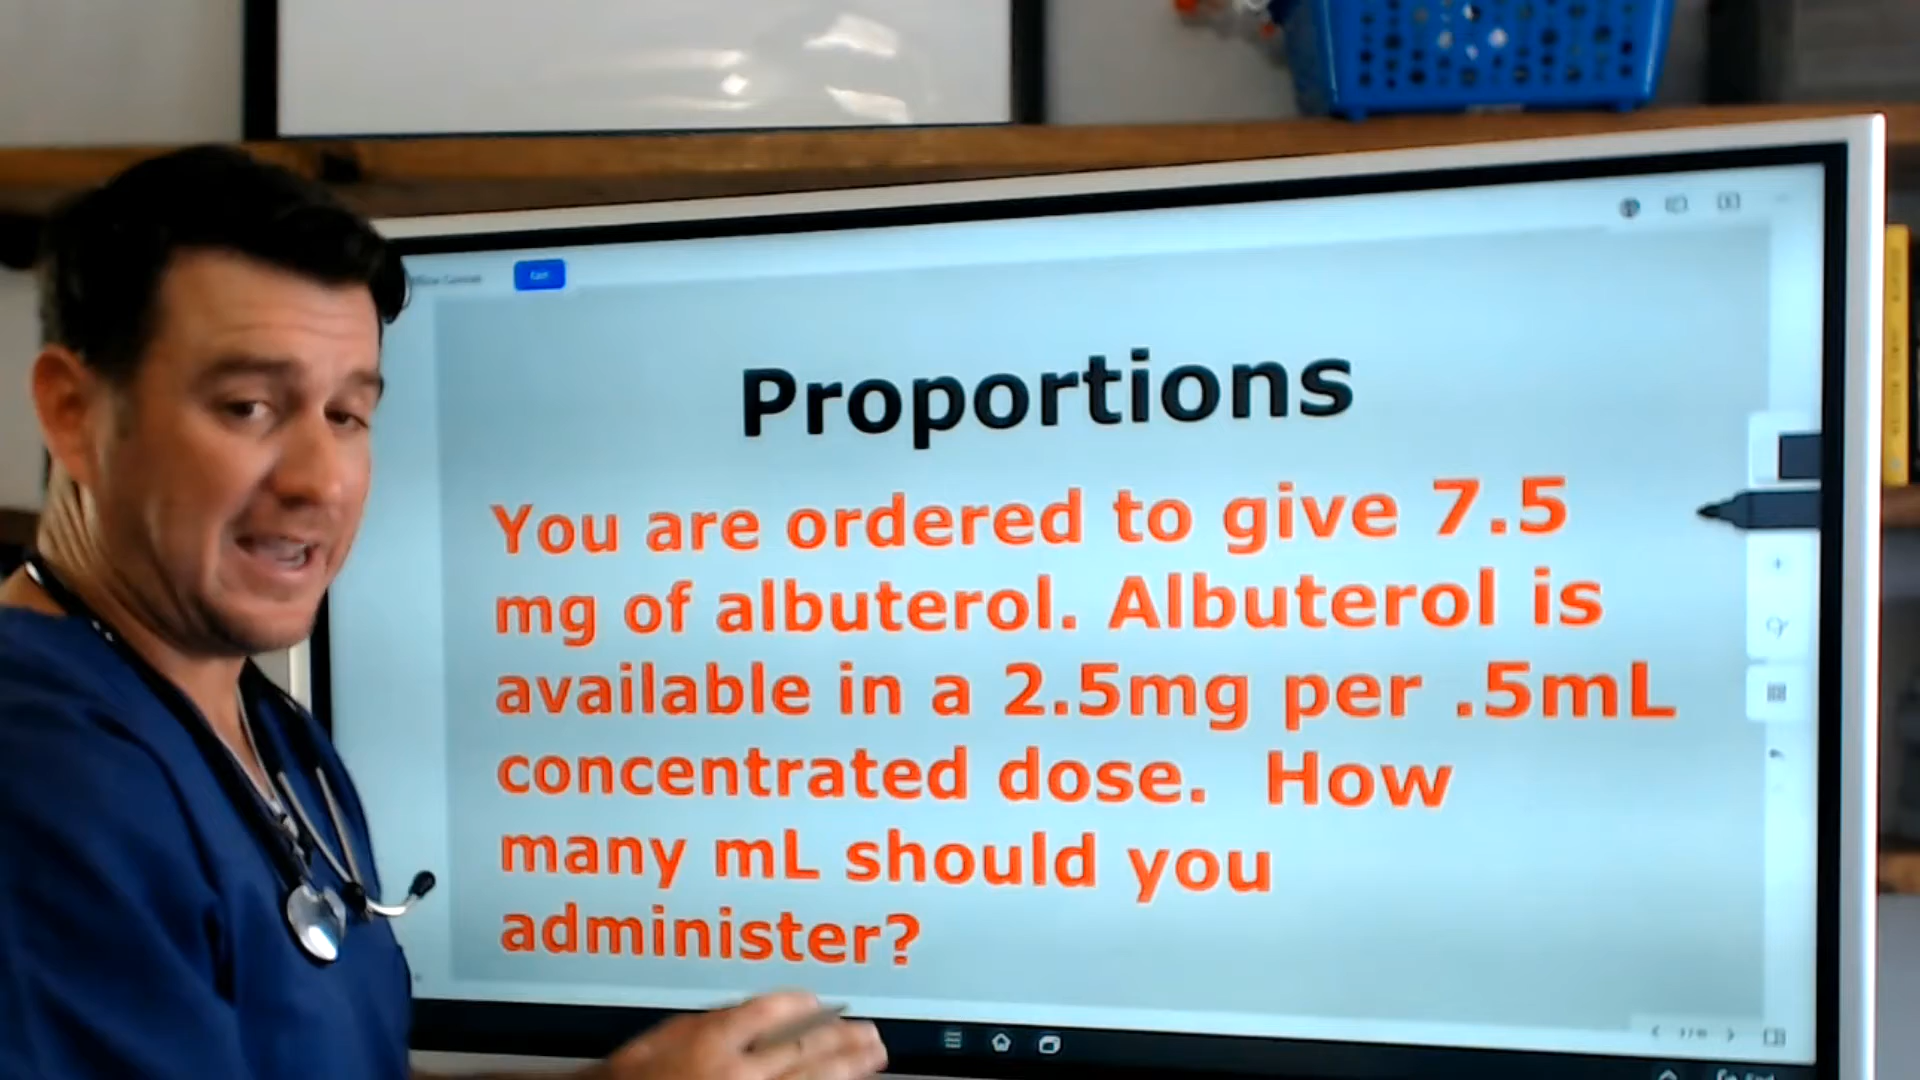 Proportions
You are ordered to give 7.5
mg of albuterol. Albuterol is
available in a 2.5mg per .5mL
concentrated dose. How
many mL should you
administer?